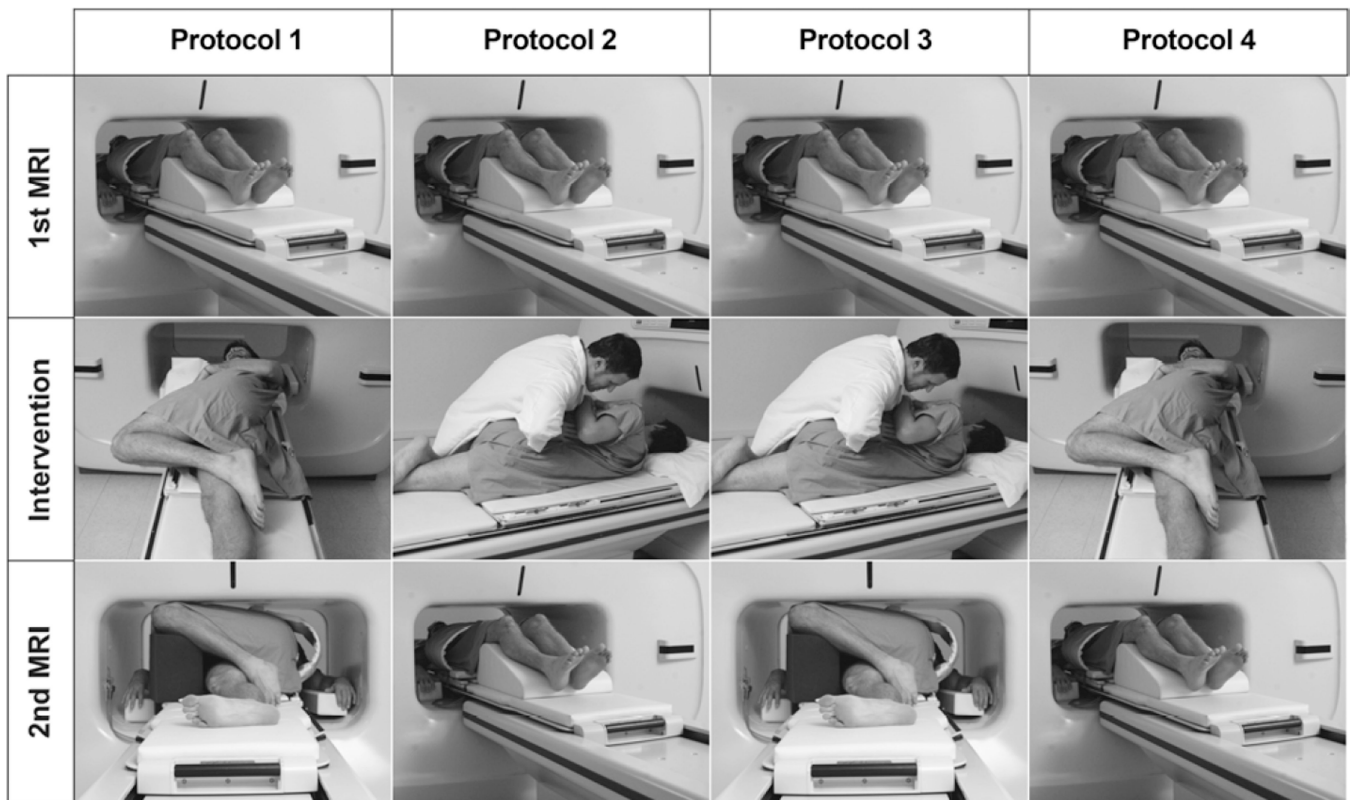 Protocol 1
Protocol 2
Protocol 3
Protocol 4
1st MRI
Intervention
2nd MRI